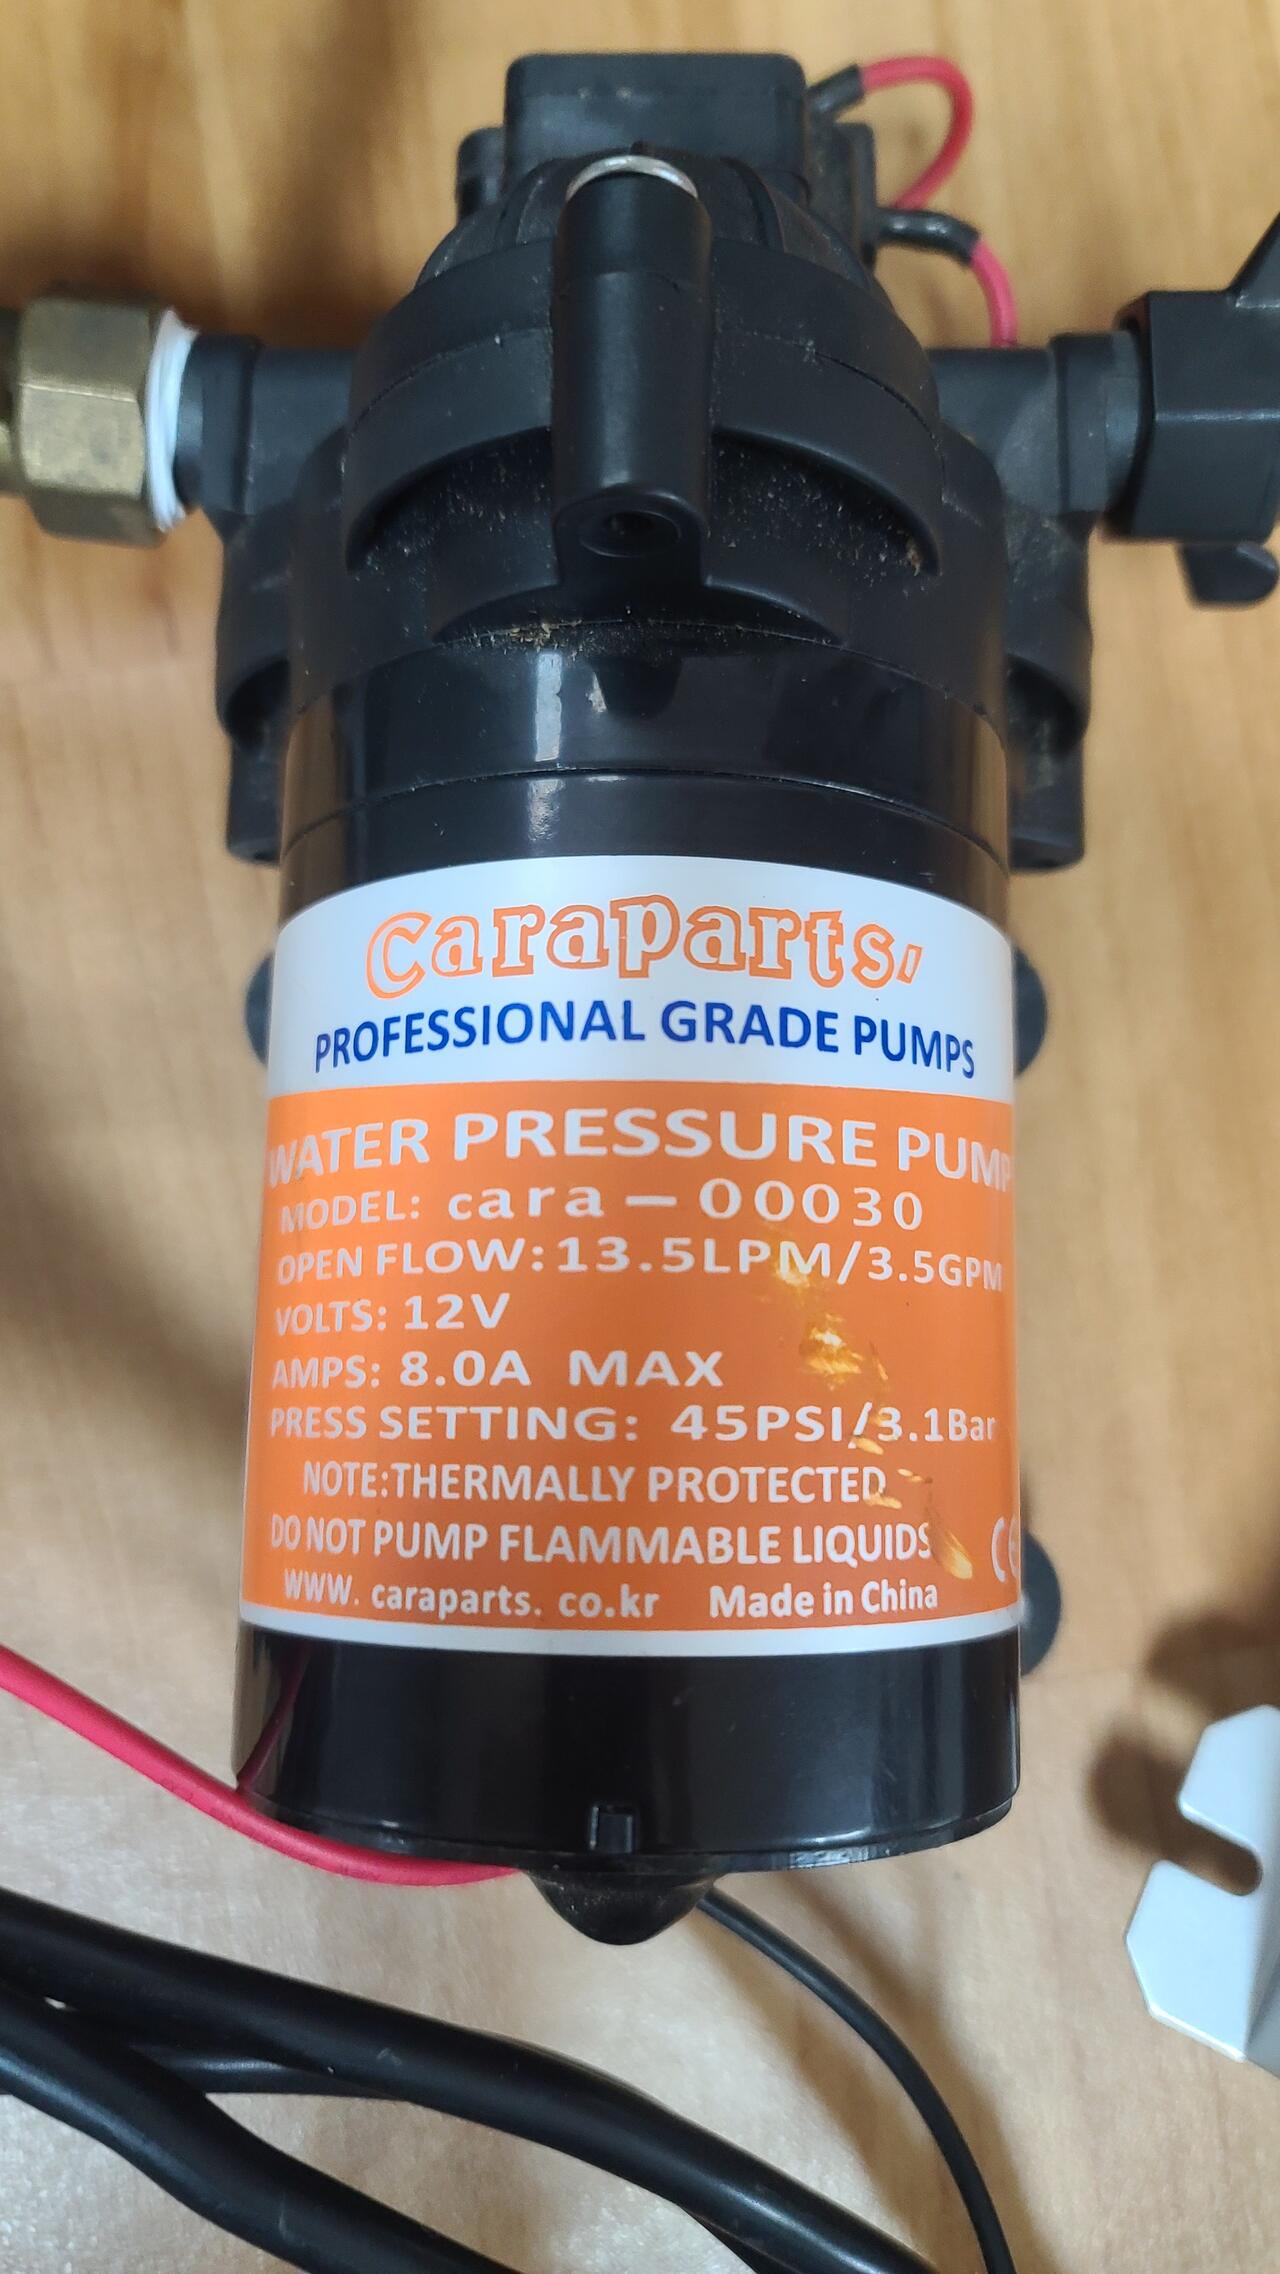 Caraparts,
PROFESSIONAL GRADE PUMPS
WATER PRESSURE PUMP
MODEL: cara-00030
OPEN FLOW:13.5LPM/3.5GPM
VOLTS: 12V
AMPS: 8.0A MAX
PRESS SETTING: 45PSI/3.1Bar
NOTE:THERMALLY PROTECTED
DO NOT PUMP FLAMMABLE LIQUIDS CE
www. caraparts. co.kr Made in China